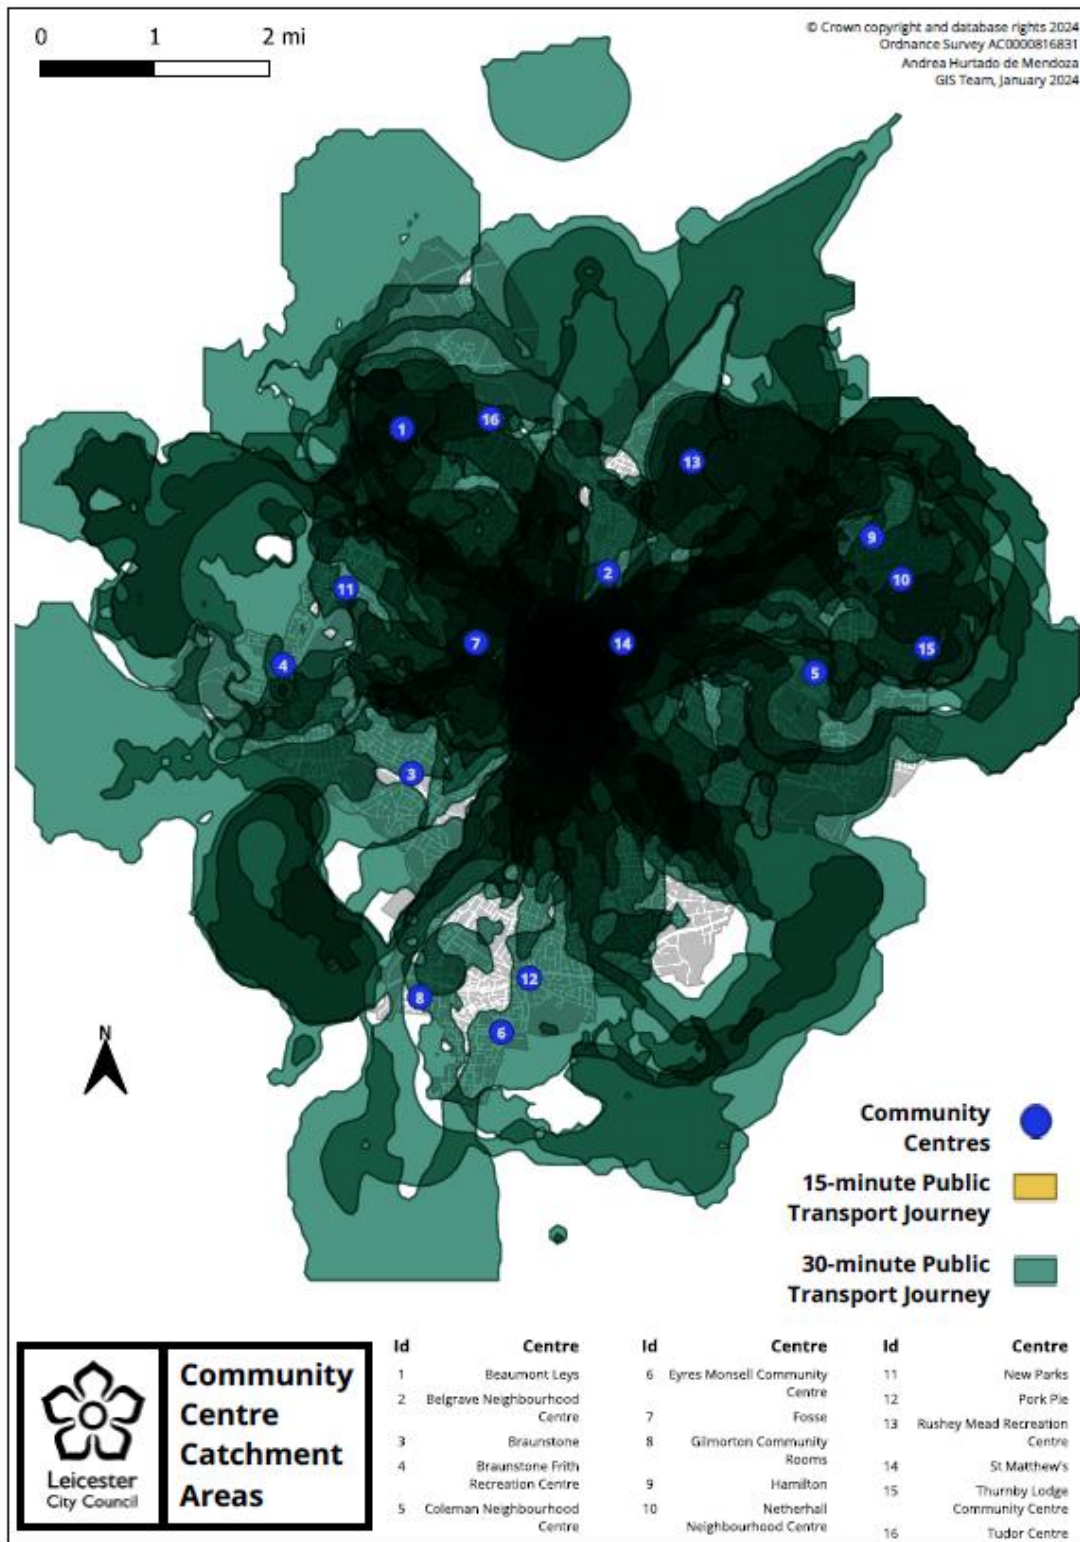 0 1 2 mi
© Crown copyright and database rights 2024
Ordnance Survey AC0000816831
Andrea Hurtado de Mendoza
GIS Team, January 2024
16
1
13
9
2
10
11
7
14
15
4
5
3
12
8
6
N
Community
Centres
15-minute Public
Transport Journey
30-minute Public
Transport Journey
Leicester
City Council
Community
Centre
Catchment
Areas
Id Centre
1 Beaumont Leys
2 Belgrave Neighbourhood
Centre
3 Braunstone
4 Braunstone Frith
Recreation Centre
5 Coleman Neighbourhood
Centre
Id Centre
6 Eyres Monsell Community
Centre
7 Fosse
8 Gilmorton Community
Rooms
9 Hamilton
10 Netherhall
Neighbourhood Centre
Id Centre
11 New Parks
12 Pork Pie
13 Rushey Mead Recreation
Centre
14 St Matthew's
15 Thurnby Lodge
Community Centre
16 Tudor Centre